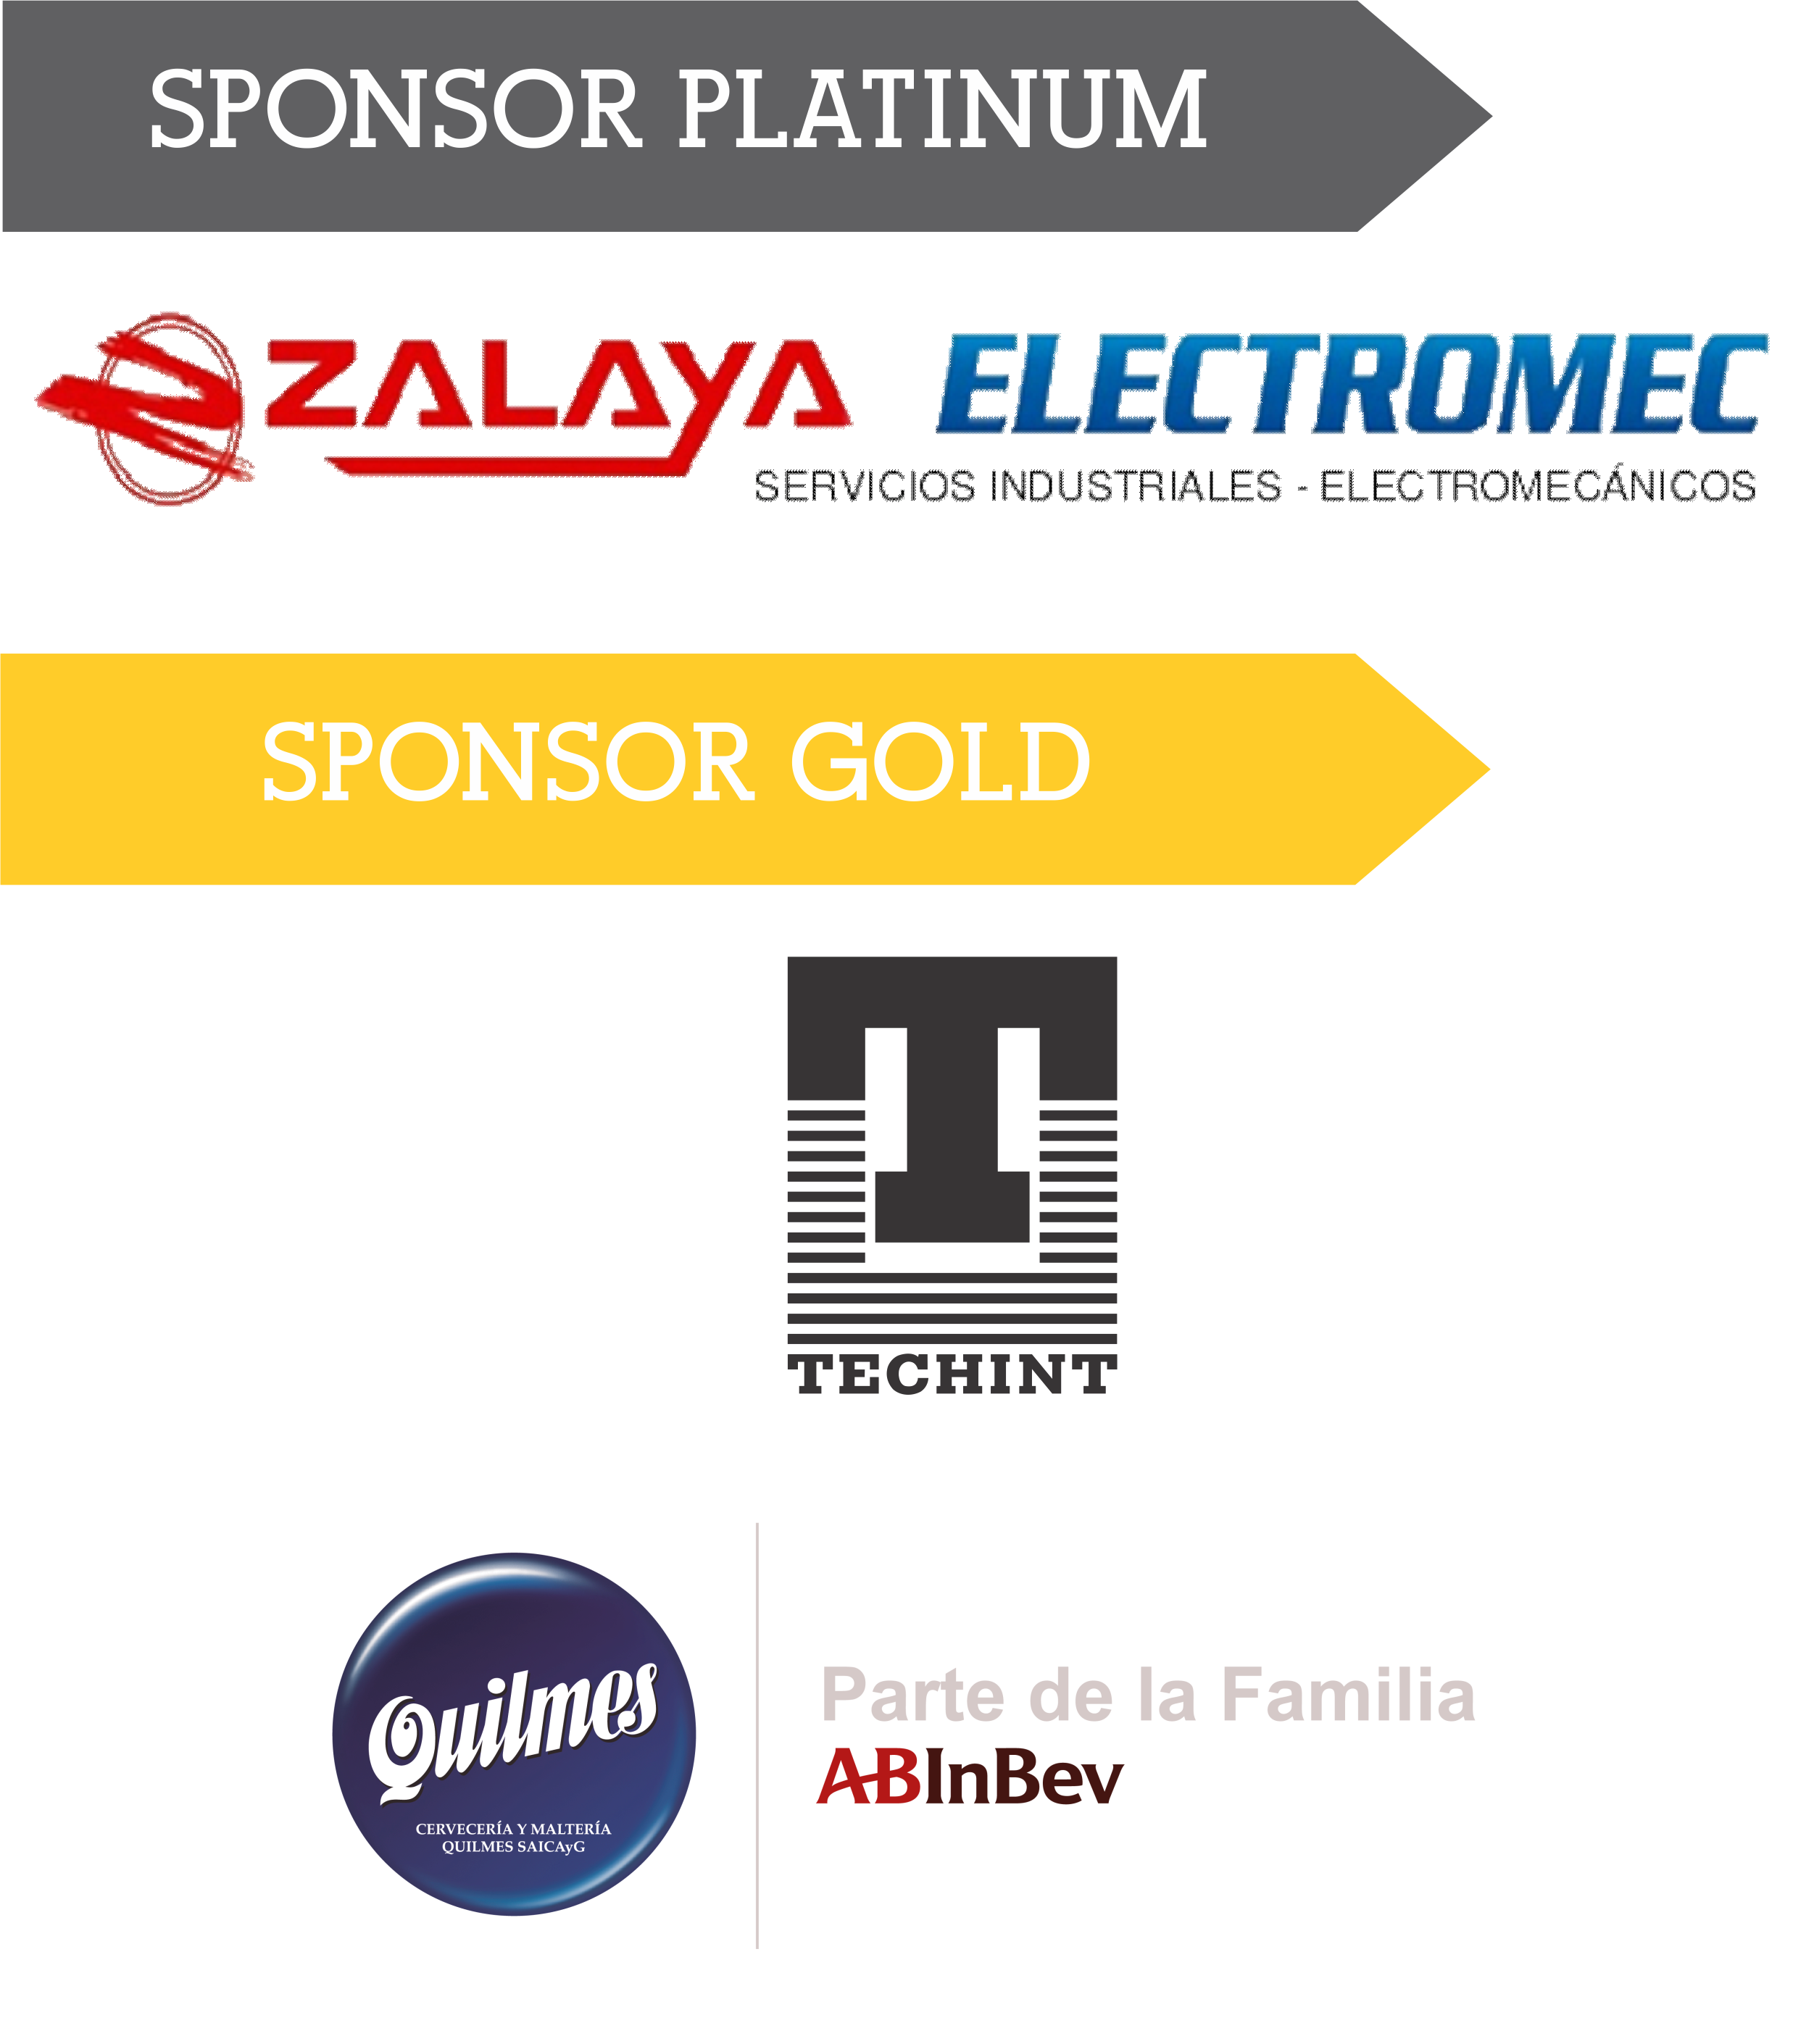 SPONSOR PLATINUM
ZALAYA ELECTROMEC
SERVICIOS INDUSTRIALES - ELECTROMECÁNICOS
SPONSOR GOLD
TECHINT
Quilmes
CERVECERÍA Y MALTERÍA
QUILMES SAICAyG
Parte de la Familia
ABInBev